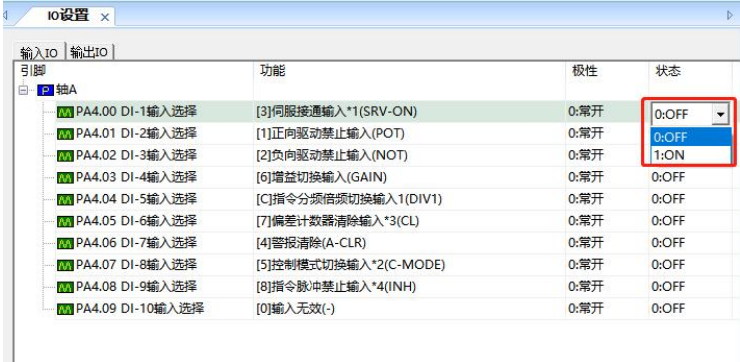 IO设置 ×
输入IO 输出IO
引脚 功能 极性 状态
P 轴A
PA4.00 DI-1输入选择 [3]伺服接通输入*1(SRV-ON) 0:常开 0:OFF
PA4.01 DI-2输入选择 [1]正向驱动禁止输入(POT) 0:常开 0:OFF
PA4.02 DI-3输入选择 [2]负向驱动禁止输入(NOT) 0:常开 1:ON
PA4.03 DI-4输入选择 [6]增益切换输入(GAIN) 0:常开 0:OFF
PA4.04 DI-5输入选择 [C]指令分频倍频切换输入1(DIV1) 0:常开 0:OFF
PA4.05 DI-6输入选择 [7]偏差计数器清除输入*3(CL) 0:常开 0:OFF
PA4.06 DI-7输入选择 [4]警报清除(A-CLR) 0:常开 0:OFF
PA4.07 DI-8输入选择 [5]控制模式切换输入*2(C-MODE) 0:常开 0:OFF
PA4.08 DI-9输入选择 [8]指令脉冲禁止输入*4(INH) 0:常开 0:OFF
PA4.09 DI-10输入选择 [0]输入无效(-) 0:常开 0:OFF